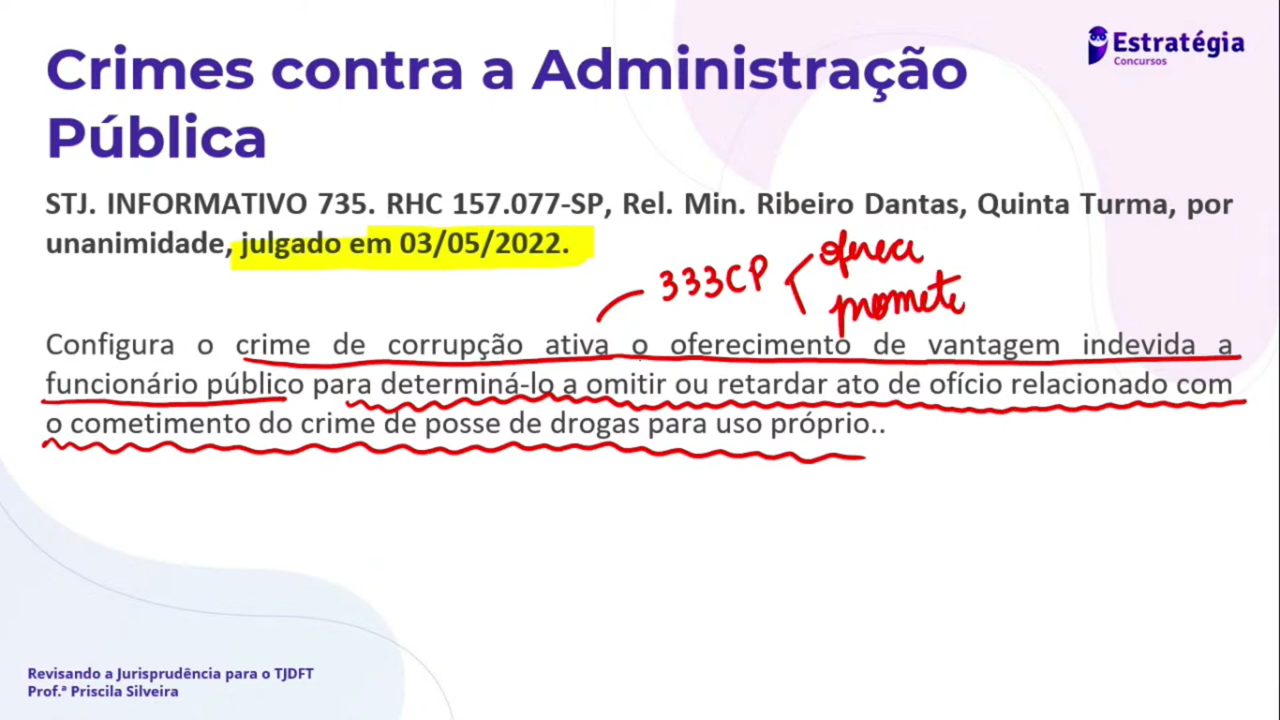 Crimes contra a Administração
Pública
Estratégia
Concursos
STJ. INFORMATIVO 735. RHC 157.077-SP, Rel. Min. Ribeiro Dantas, Quinta Turma, por
unanimidade, julgado em 03/05/2022.
333CP
oferece
promete
Configura o crime de corrupção ativa o oferecimento de vantagem indevida a
funcionário público para determiná-lo a omitir ou retardar ato de ofício relacionado com
o cometimento do crime de posse de drogas para uso próprio..
Revisando a Jurisprudência para o TJDFT
Prof.ª Priscila Silveira